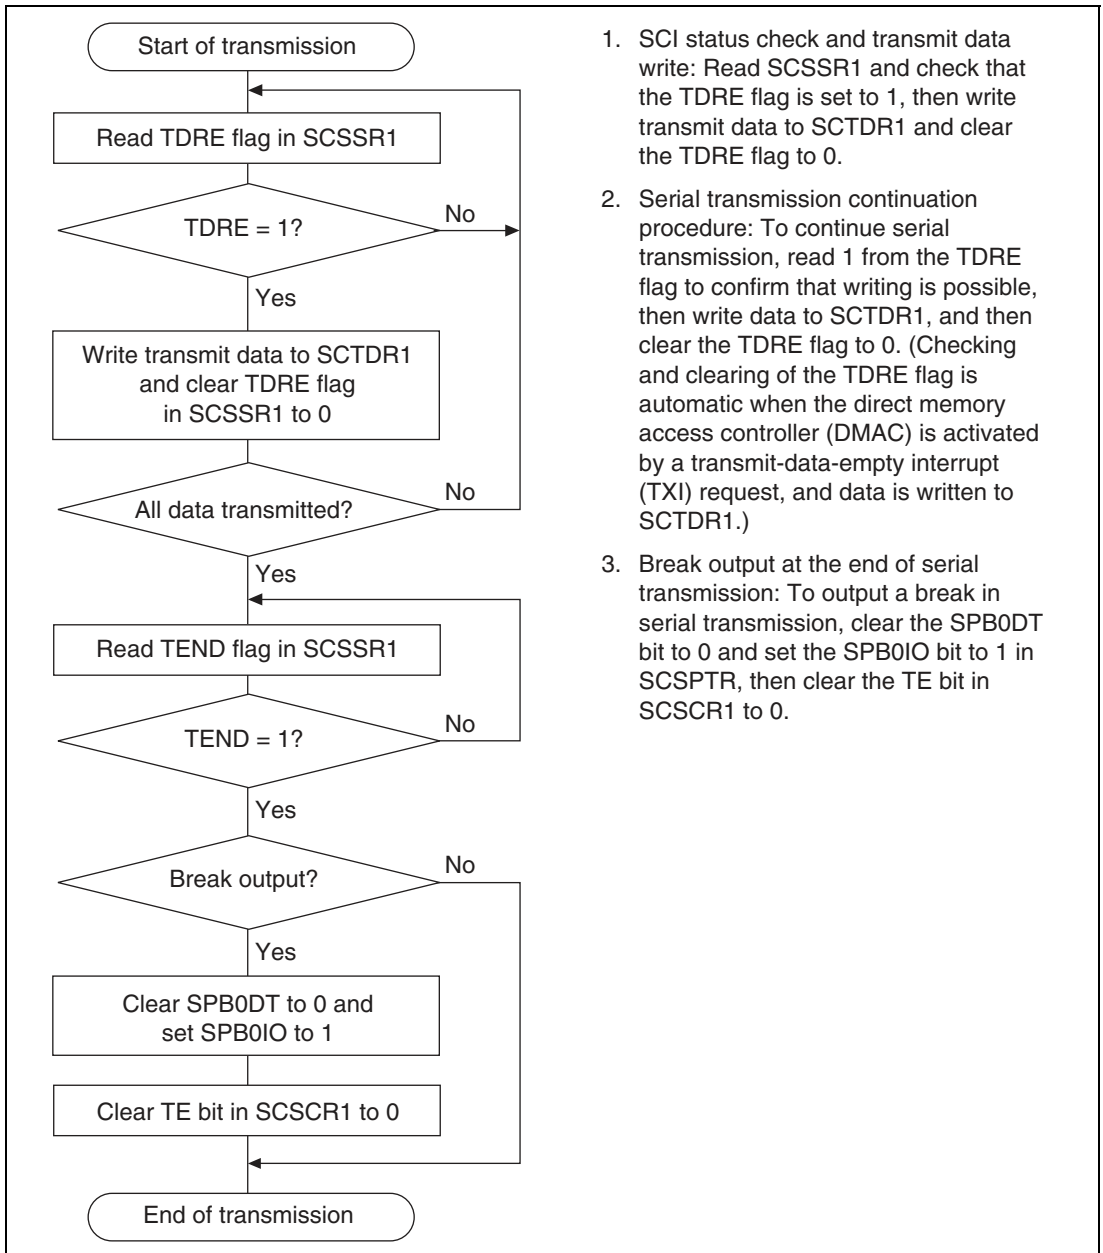 Start of transmission
Read TDRE flag in SCSSR1
TDRE = 1?
No
Yes
Write transmit data to SCTDR1
and clear TDRE flag
in SCSSR1 to 0
All data transmitted?
No
Yes
Read TEND flag in SCSSR1
TEND = 1?
No
Yes
Break output?
No
Yes
Clear SPB0DT to 0 and
set SPB0IO to 1
Clear TE bit in SCSCR1 to 0
End of transmission
1. SCI status check and transmit data
write: Read SCSSR1 and check that
the TDRE flag is set to 1, then write
transmit data to SCTDR1 and clear
the TDRE flag to 0.
2. Serial transmission continuation
procedure: To continue serial
transmission, read 1 from the TDRE
flag to confirm that writing is possible,
then write data to SCTDR1, and then
clear the TDRE flag to 0. (Checking
and clearing of the TDRE flag is
automatic when the direct memory
access controller (DMAC) is activated
by a transmit-data-empty interrupt
(TXI) request, and data is written to
SCTDR1.)
3. Break output at the end of serial
transmission: To output a break in
serial transmission, clear the SPB0DT
bit to 0 and set the SPB0IO bit to 1 in
SCSPTR, then clear the TE bit in
SCSCR1 to 0.